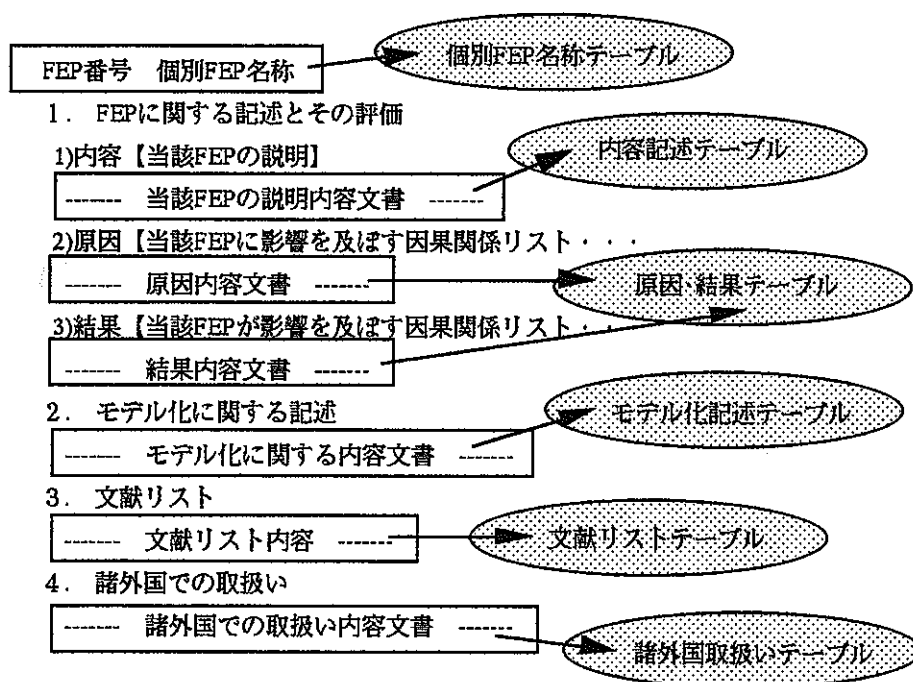 個別FEP名称テーブル
FEP番号 個別FEP名称
1. FEPに関する記述とその評価
1)内容【当該FEPの説明】
内容記述テーブル
------- 当該FEPの説明内容文書 -------
2)原因【当該FEPに影響を及ぼす因果関係リスト・・・
------- 原因内容文書 -------
原因・結果テーブル
3)結果【当該FEPが影響を及ぼす因果関係リスト・・・
------- 結果内容文書 -------
2. モデル化に関する記述
モデル化記述テーブル
------- モデル化に関する内容文書 -------
3. 文献リスト
------- 文献リスト内容 -------
文献リストテーブル
4. 諸外国での取扱い
------- 諸外国での取扱い内容文書 -------
諸外国取扱いテーブル